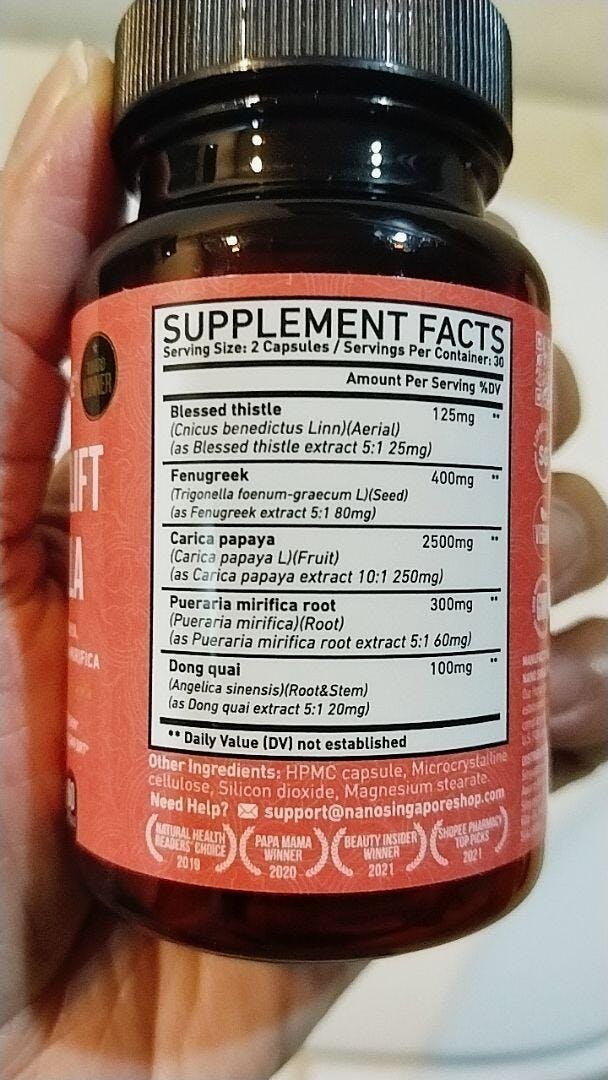 SUPPLEMENT FACTS
Serving Size: 2 Capsules / Servings Per Container: 30
Amount Per Serving %DV
Blessed thistle 125mg **
(Cnicus benedictus Linn)(Aerial)
(as Blessed thistle extract 5:1 25mg)
Fenugreek 400mg **
(Trigonella foenum-graecum L)(Seed)
(as Fenugreek extract 5:1 80mg)
Carica papaya 2500mg **
(Carica papaya L)(Fruit)
(as Carica papaya extract 10:1 250mg)
Pueraria mirifica root 300mg **
(Pueraria mirifica)(Root)
(as Pueraria mirifica root extract 5:1 60mg)
Dong quai 100mg **
(Angelica sinensis)(Root&Stem)
(as Dong quai extract 5:1 20mg)
** Daily Value (DV) not established
Other Ingredients: HPMC capsule, Microcrystalline
cellulose, Silicon dioxide, Magnesium stearate.
Need Help? support@nanosingaporeshop.com
NATURAL HEALTH
READERS' CHOICE
2019
PAPA MAMA
WINNER
2020
BEAUTY INSIDER
WINNER
2021
SHOPEE PHARMACY
TOP PICKS
2021